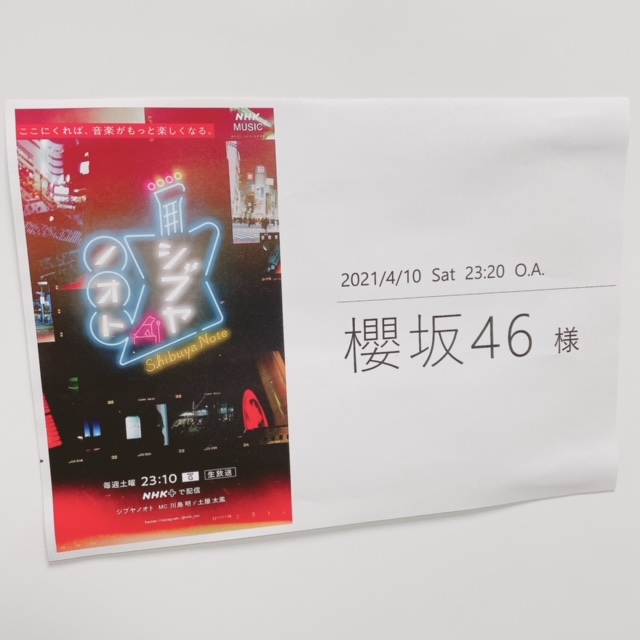 ここにくれば、音楽がもっと楽しくなる。
NHK
MUSIC
シブヤ
ノオト
Shibuya Note
毎週土曜 23:10 G 生放送
NHK+で配信
シブヤノオト MC 川島 明/土屋太鳳
2021/4/10 Sat 23:20 O.A.
櫻坂46 様